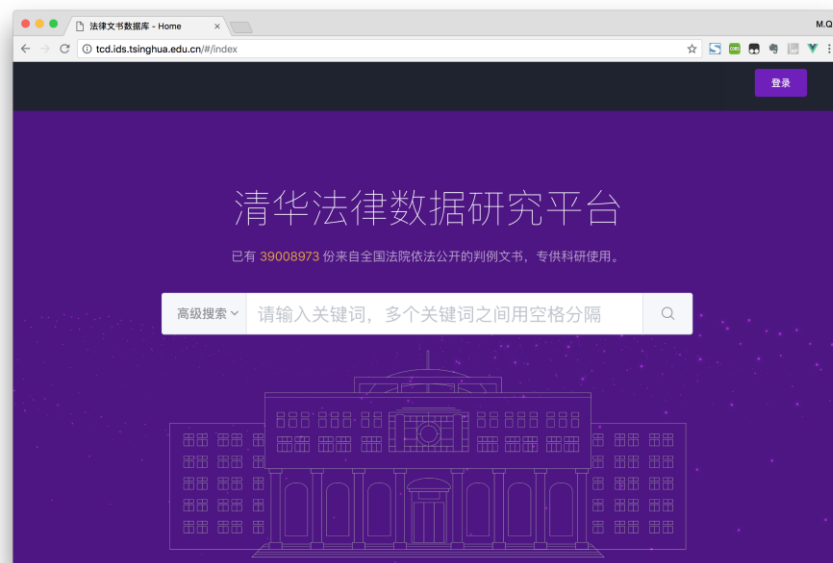 法律文书数据库 - Home
M.Q
tcd.ids.tsinghua.edu.cn/#/index
登录
清华法律数据研究平台
已有 39008973 份来自全国法院依法公开的判例文书，专供科研使用。
高级搜索 请输入关键词，多个关键词之间用空格分隔